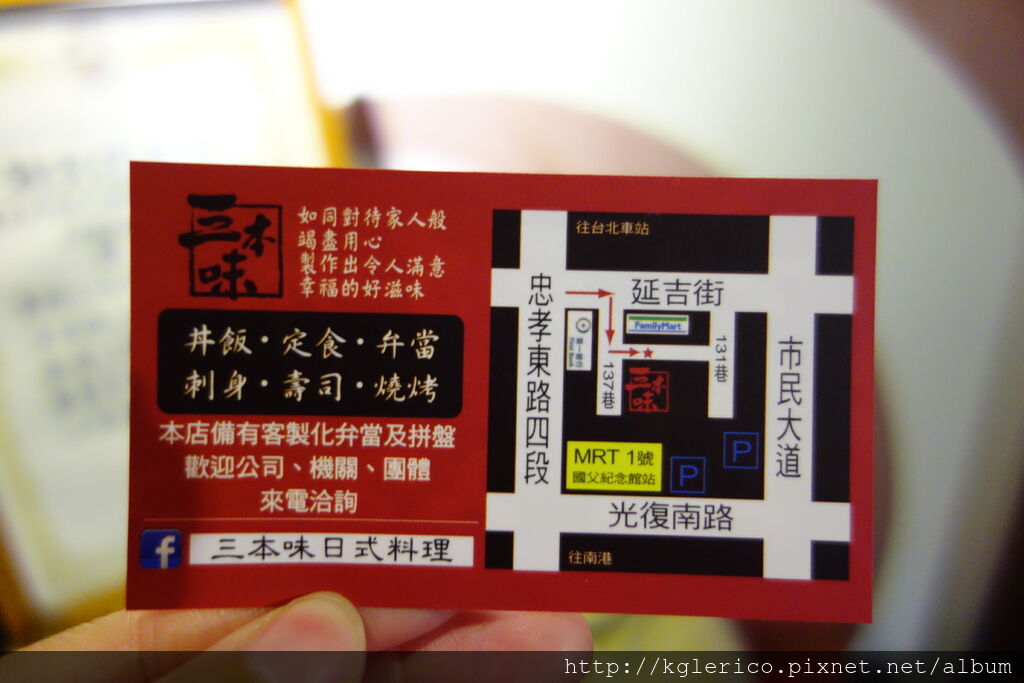 三本味
如同對待家人般
竭盡用心
製作出令人滿意
幸福的好滋味
丼飯・定食・弁當
刺身・壽司・燒烤
本店備有客製化弁當及拼盤
歡迎公司、機關、團體
來電洽詢
f 三本味日式料理
往台北車站
忠孝東路四段
延吉街
FamilyMart
131巷
137巷
三本味
市民大道
MRT 1號
國父紀念館站
P
P
光復南路
往南港
http://kglerico.pixnet.net/album